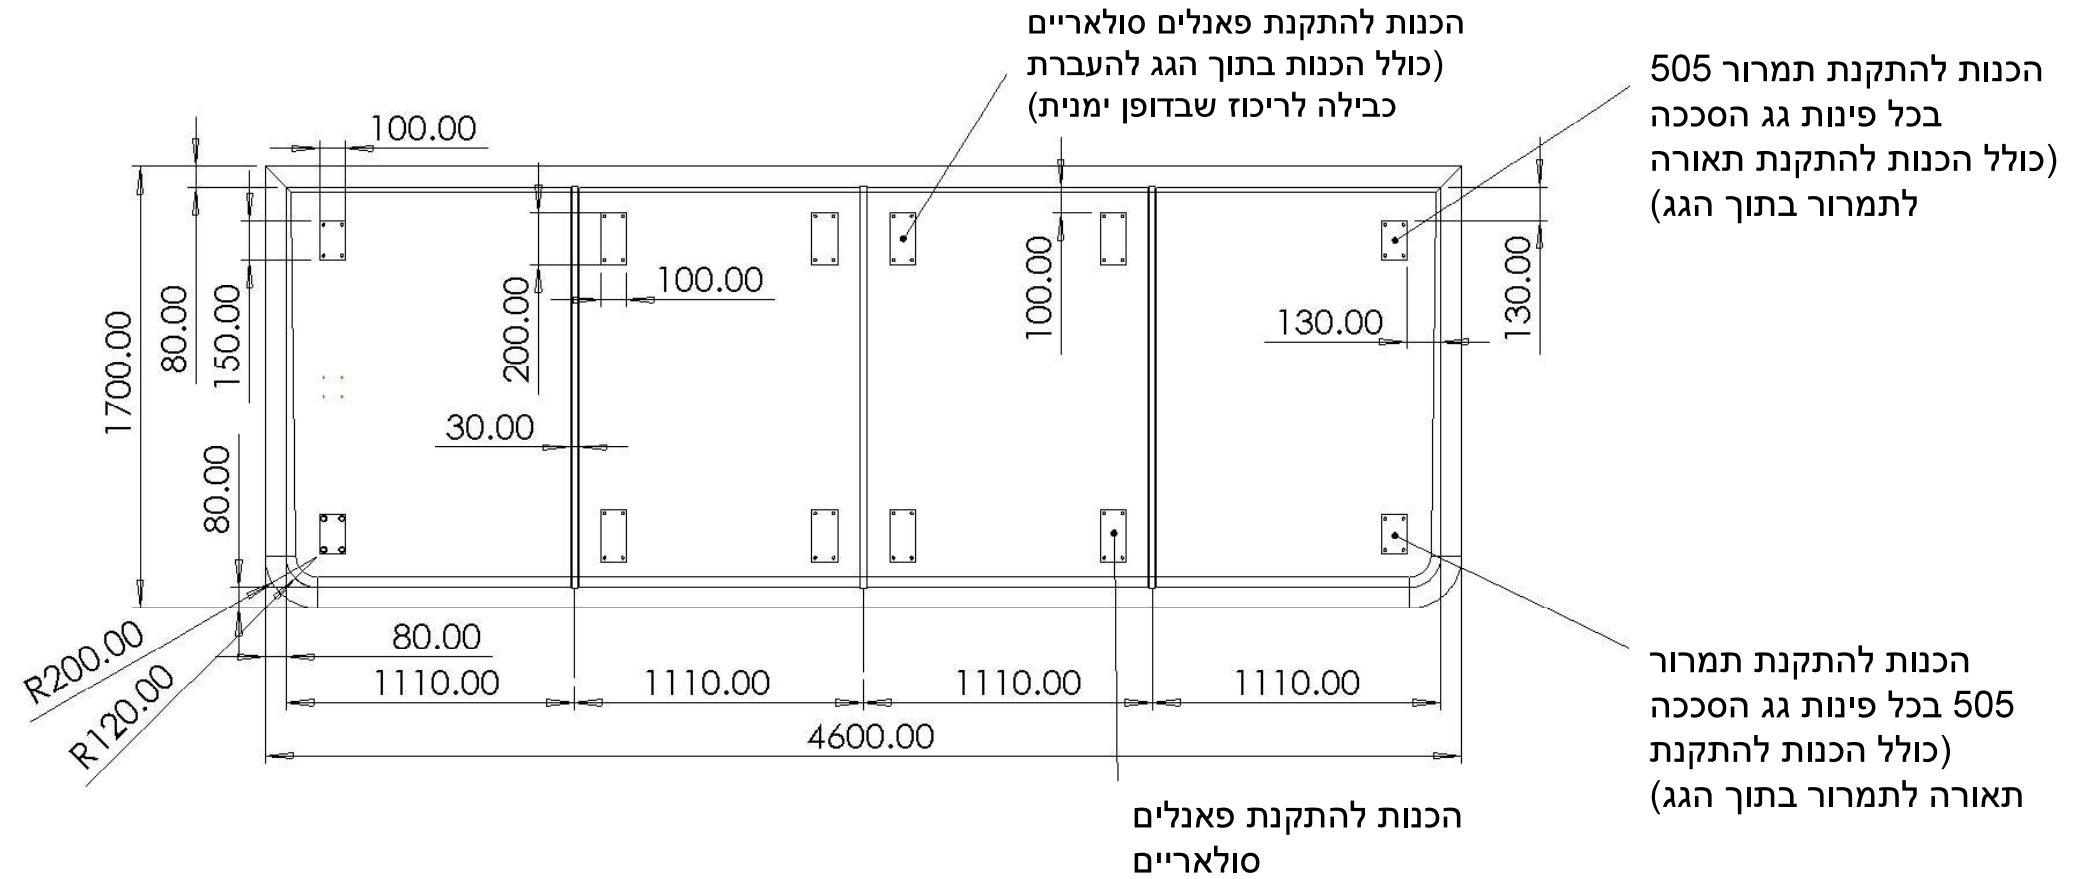 הכנות להתקנת פאנלים סולאריים
(כולל הכנות בתוך הגג להעברת
כבילה לריכוז שבדופן ימנית)
הכנות להתקנת תמרור 505
בכל פינות גג הסככה
(כולל הכנות להתקנת תאורה
לתמרור בתוך הגג)
100.00
1700.00
80.00
150.00
200.00
100.00
100.00
130.00
130.00
30.00
80.00
R200.00
R120.00
80.00
1110.00
1110.00
1110.00
1110.00
4600.00
הכנות להתקנת תמרור
505 בכל פינות גג הסככה
(כולל הכנות להתקנת
תאורה לתמרור בתוך הגג)
הכנות להתקנת פאנלים
סולאריים